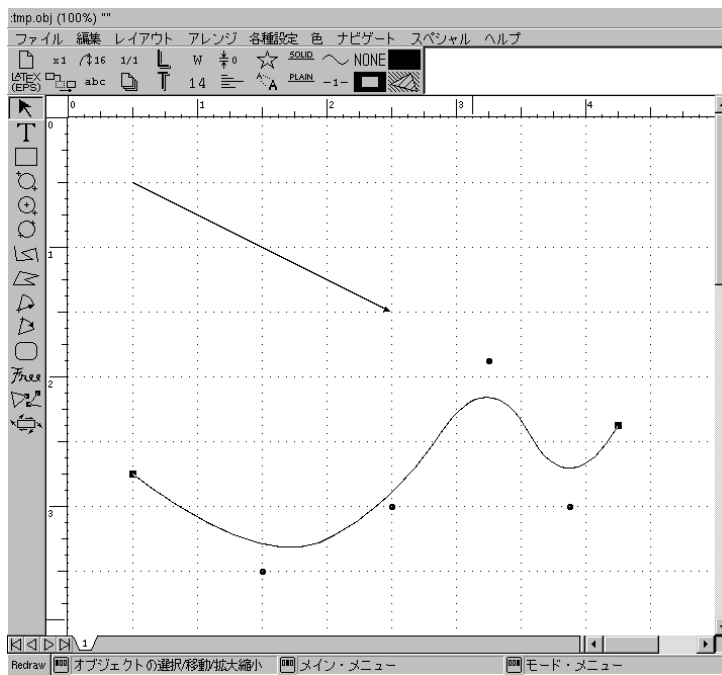 :tmp.obj (100%) ""
ファイル 編集 レイアウト アレンジ 各種設定 色 ナビゲート スペシャル ヘルプ
x1 16 1/1 L W 0 SOLID NONE
LATEX (EPS) abc T 14 A PLAIN -1-
0 1 2 3 4
0
T
1
2
Free
3
1
Redraw オブジェクトの選択/移動/拡大縮小 メイン・メニュー モード・メニュー